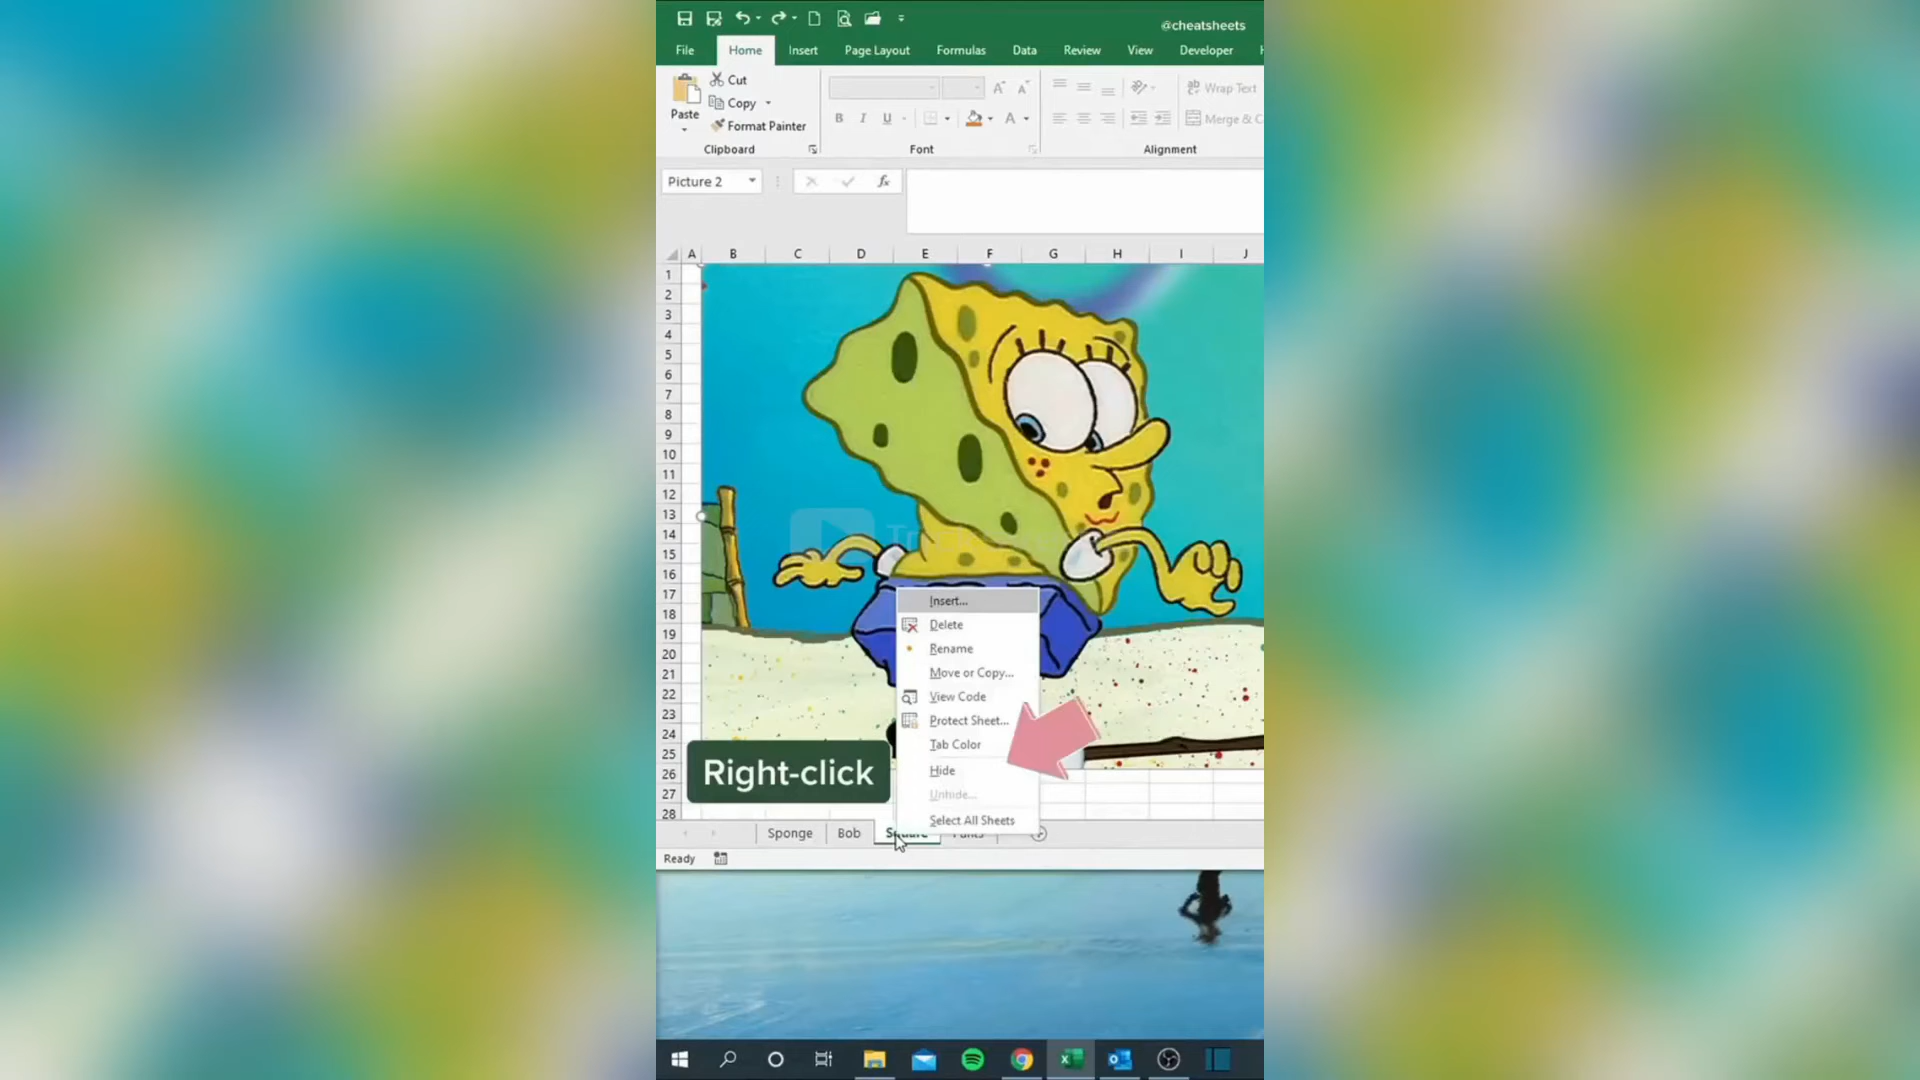 @cheatsheets
File Home Insert Page Layout Formulas Data Review View Developer
Cut
Copy
Paste
Format Painter
B I U A
Wrap Text
Merge & C
Clipboard Font Alignment
Picture 2 fx
A B C D E F G H I J
1
2
3
4
5
6
7
8
9
10
11
12
13
14
15
16
17
18
19
20
21
22
23
24
25
26
27
28
Insert...
Delete
Rename
Move or Copy...
View Code
Protect Sheet...
Tab Color
Hide
Unhide...
Select All Sheets
Right-click
Sponge Bob Square Pants
Ready